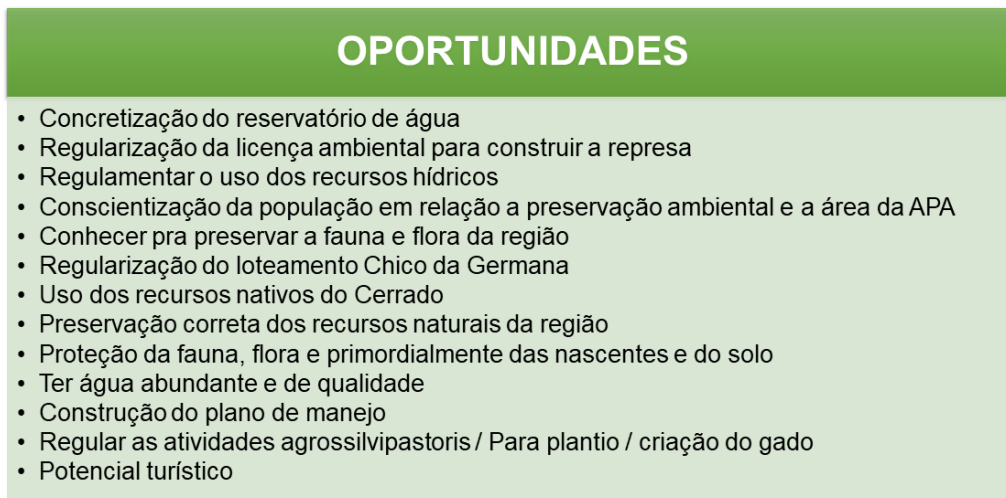 OPORTUNIDADES
• Concretização do reservatório de água
• Regularização da licença ambiental para construir a represa
• Regulamentar o uso dos recursos hídricos
• Conscientização da população em relação a preservação ambiental e a área da APA
• Conhecer pra preservar a fauna e flora da região
• Regularização do loteamento Chico da Germana
• Uso dos recursos nativos do Cerrado
• Preservação correta dos recursos naturais da região
• Proteção da fauna, flora e primordialmente das nascentes e do solo
• Ter água abundante e de qualidade
• Construção do plano de manejo
• Regular as atividades agrossilvipastoris / Para plantio / criação do gado
• Potencial turístico